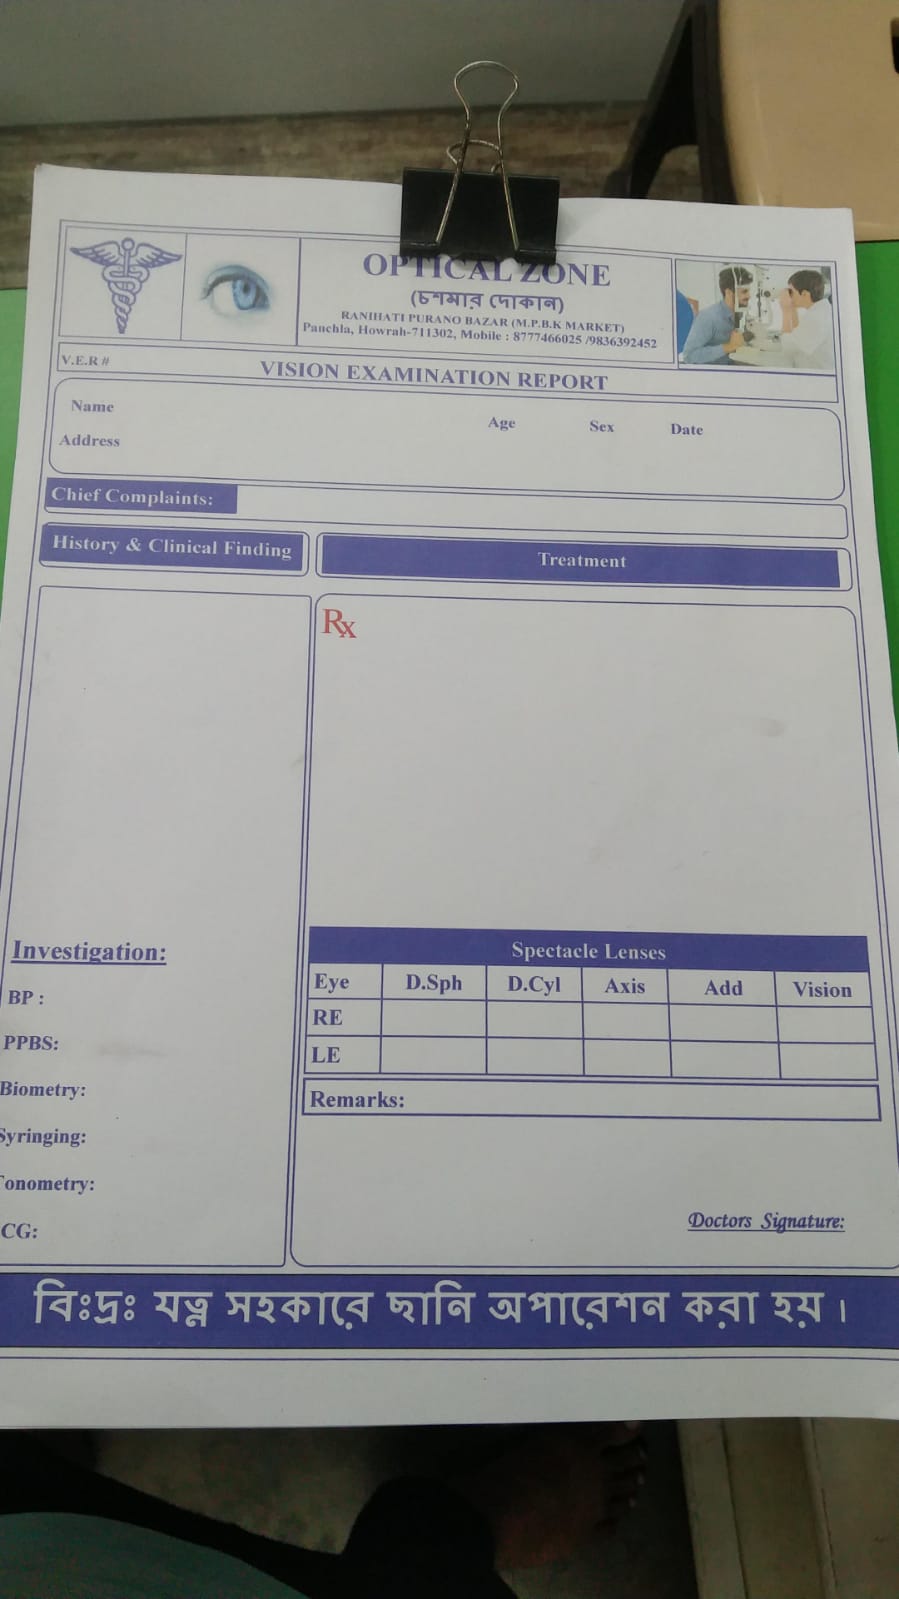 OPTICAL ZONE
(চশমার দোকান)
RANIHATI PURANO BAZAR (M.P.B.K MARKET)
Panchla, Howrah-711302, Mobile : 8777466025 /9836392452
V.E.R #
VISION EXAMINATION REPORT
Name
Age Sex Date
Address
Chief Complaints:
History & Clinical Finding
Treatment
Rx
Investigation:
BP :
PPBS:
Biometry:
Syringing:
Tonometry:
CG:
Spectacle Lenses
Eye D.Sph D.Cyl Axis Add Vision
RE
LE
Remarks:
Doctors Signature:
বিঃদ্রঃ যত্ন সহকারে ছানি অপারেশন করা হয়।